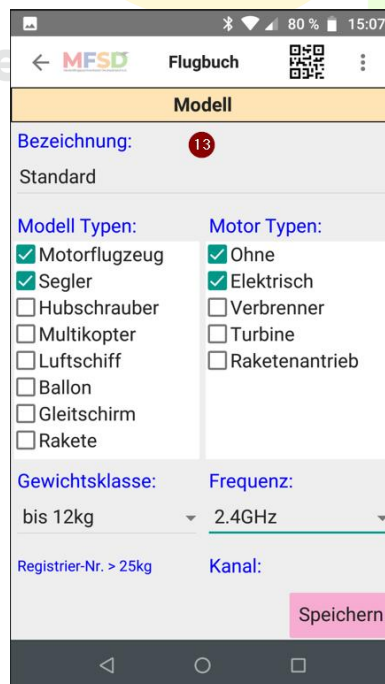 80 % 15:07
MFSD Flugbuch
Modell
Bezeichnung:
13
Standard
Modell Typen: Motor Typen:
Motorflugzeug Ohne
Segler Elektrisch
Hubschrauber Verbrenner
Multikopter Turbine
Luftschiff Raketenantrieb
Ballon
Gleitschirm
Rakete
Gewichtsklasse: Frequenz:
bis 12kg 2.4GHz
Registrier-Nr. > 25kg Kanal:
Speichern